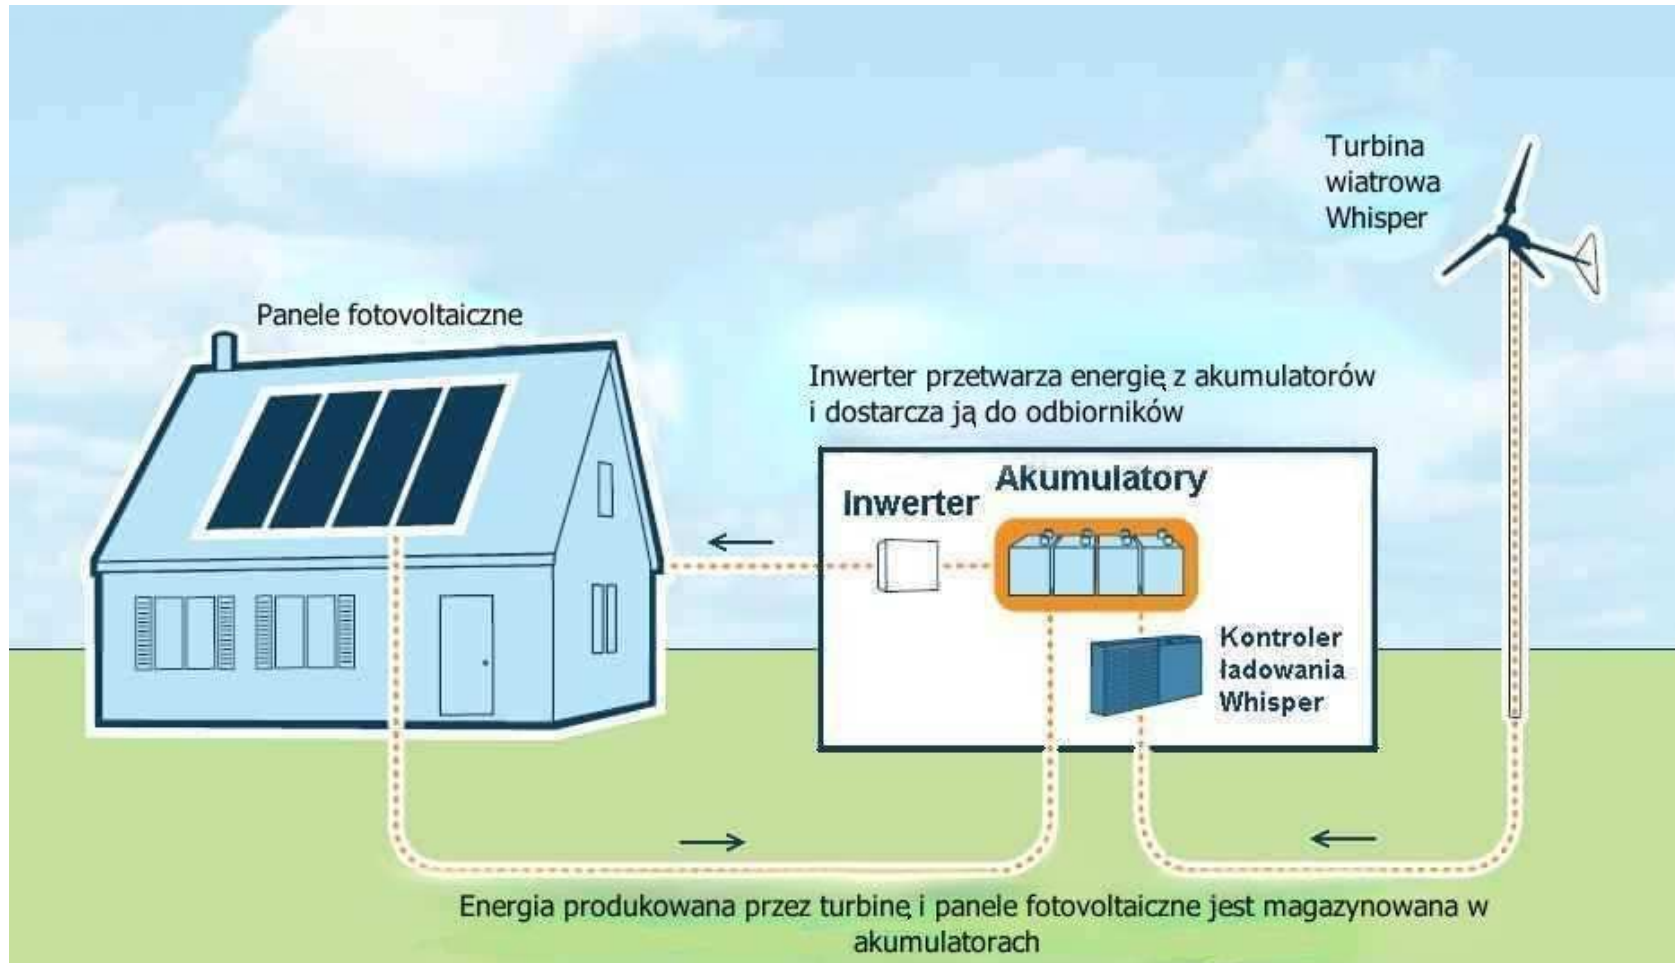 Turbina
wiatrowa
Whisper
Panele fotovoltaiczne
Inwerter przetwarza energię z akumulatorów
i dostarcza ją do odbiorników
Akumulatory
Inwerter
Kontroler
ładowania
Whisper
Energia produkowana przez turbinę i panele fotovoltaiczne jest magazynowana w
akumulatorach